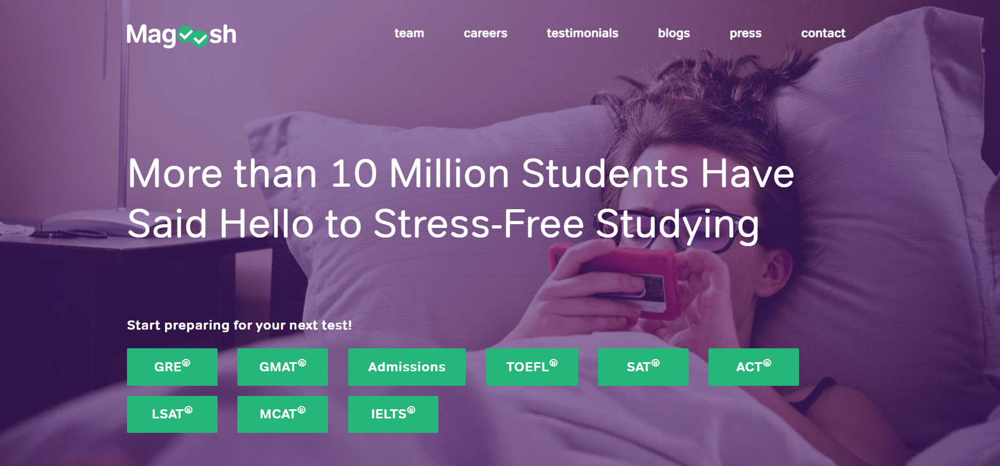 Magoosh
team careers testimonials blogs press contact
More than 10 Million Students Have
Said Hello to Stress-Free Studying
Start preparing for your next test!
GRE® GMAT® Admissions TOEFL® SAT® ACT®
LSAT® MCAT® IELTS®